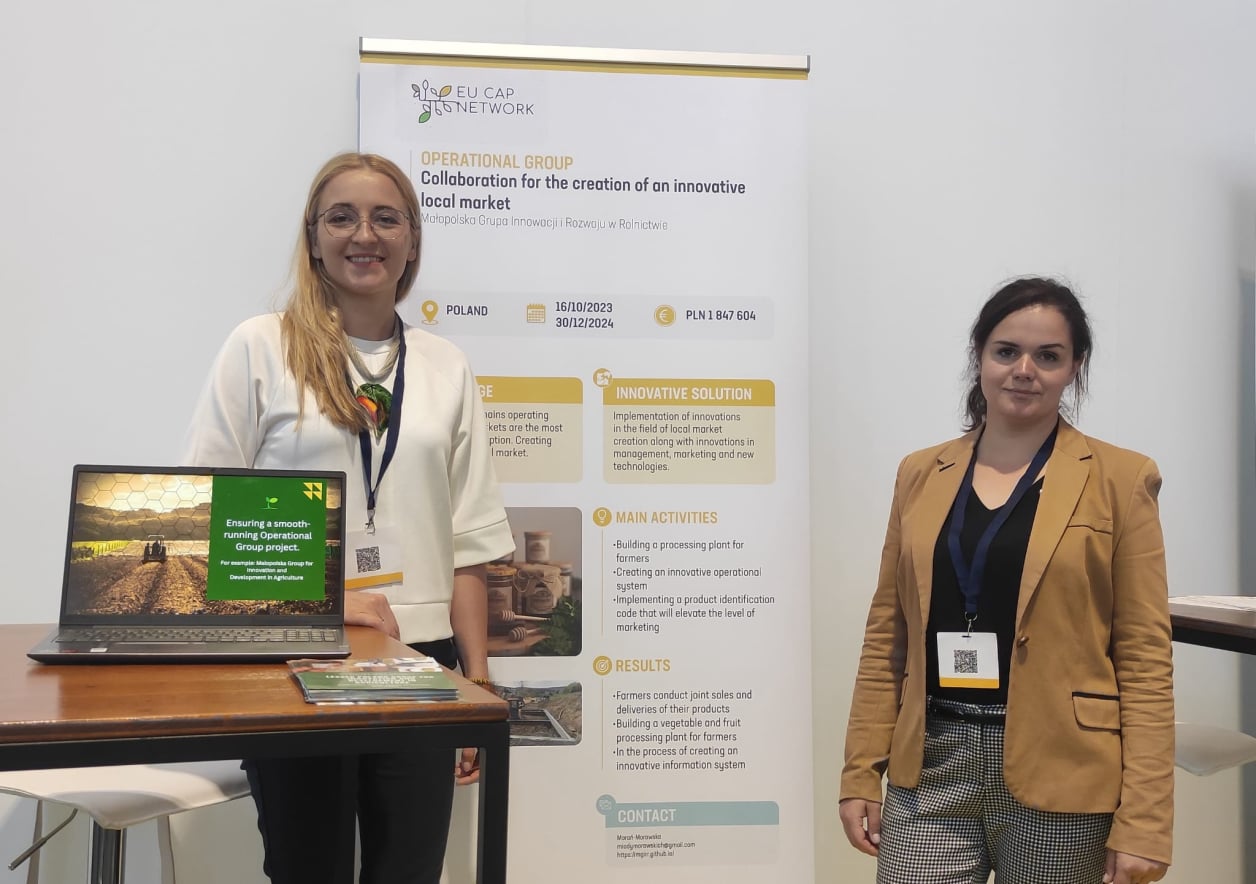 EU CAP
NETWORK
OPERATIONAL GROUP
Collaboration for the creation of an innovative
local market
Małopolska Grupa Innowacji i Rozwoju w Rolnictwie
POLAND
16/10/2023
30/12/2024
PLN 1 847 604
GE
hains operating
kets are the most
ption. Creating
l market.
INNOVATIVE SOLUTION
Implementation of innovations
in the field of local market
creation along with innovations in
management, marketing and new
technologies.
MAIN ACTIVITIES
•Building a processing plant for
farmers
•Creating an innovative operational
system
•Implementing a product identification
code that will elevate the level of
marketing
RESULTS
•Farmers conduct joint sales and
deliveries of their products
•Building a vegetable and fruit
processing plant for farmers
•In the process of creating an
innovative information system
CONTACT
Morań-Morawska
Ensuring a smooth-
running Operational
Group project.
For example: Malopolska Group for
Innovation and
Development in Agriculture